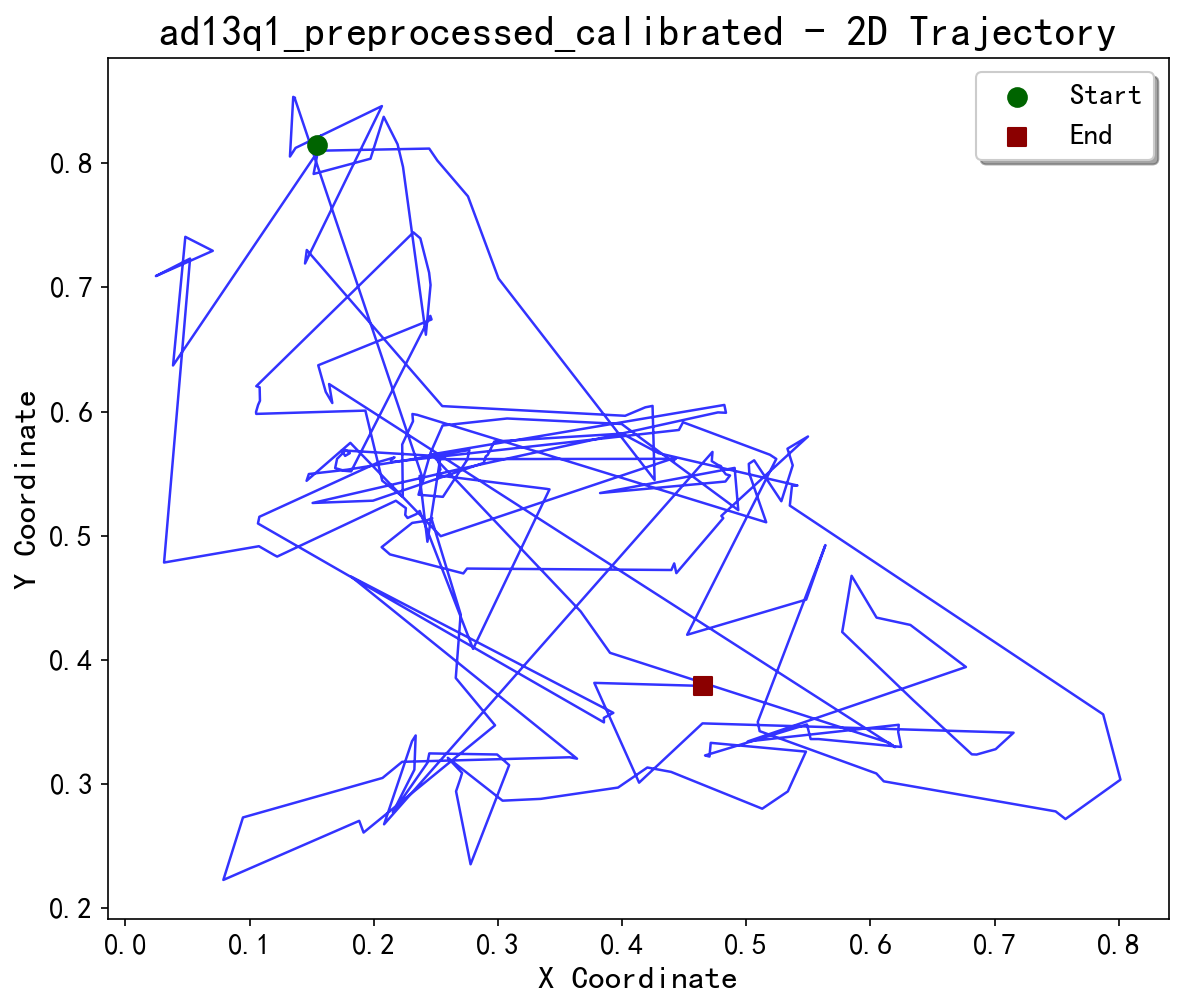 ad13q1_preprocessed_calibrated - 2D Trajectory
Start
End
Y Coordinate
0.8
0.7
0.6
0.5
0.4
0.3
0.2
0.0 0.1 0.2 0.3 0.4 0.5 0.6 0.7 0.8
X Coordinate